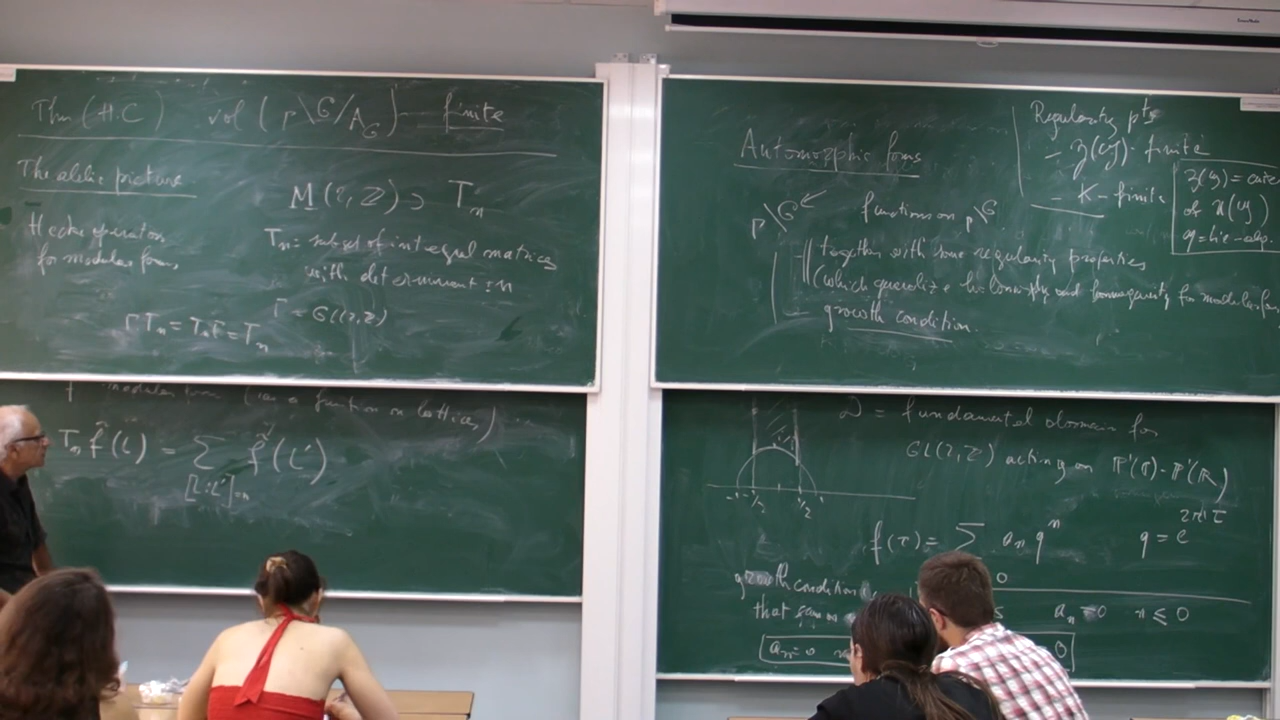 Thm (H.C) vol (Γ\G/A_G) finite
The adelic picture
Hecke operators
for modular forms
M(2,Z) ⊃ T_n
T_n = subset of integral matrices
with determinant = n
Γ = GL(2,Z)
ΓT_n = T_nΓ = T_n
modular form (as a function on lattices)
T_n f̃(L) = ∑ f̃(L')
[L:L']=n
Automorphic forms
Γ\G functions on Γ\G
together with some regularity properties
(which generalize holomorphy and homogeneity for modular
growth condition.
Regularity pts
- z(g)-finite
- K-finite
z(g) =
of U(g)
g = Lie-alg.
D = fundamental domain for
GL(2,Z) acting on P'(C)-P'(R)
-1 -1/2 1/2 1
f(τ) = ∑ a_n q^n q = e^{2πiτ}
growth condition
that a_n = 0 n ≤ 0
a_n = 0 0